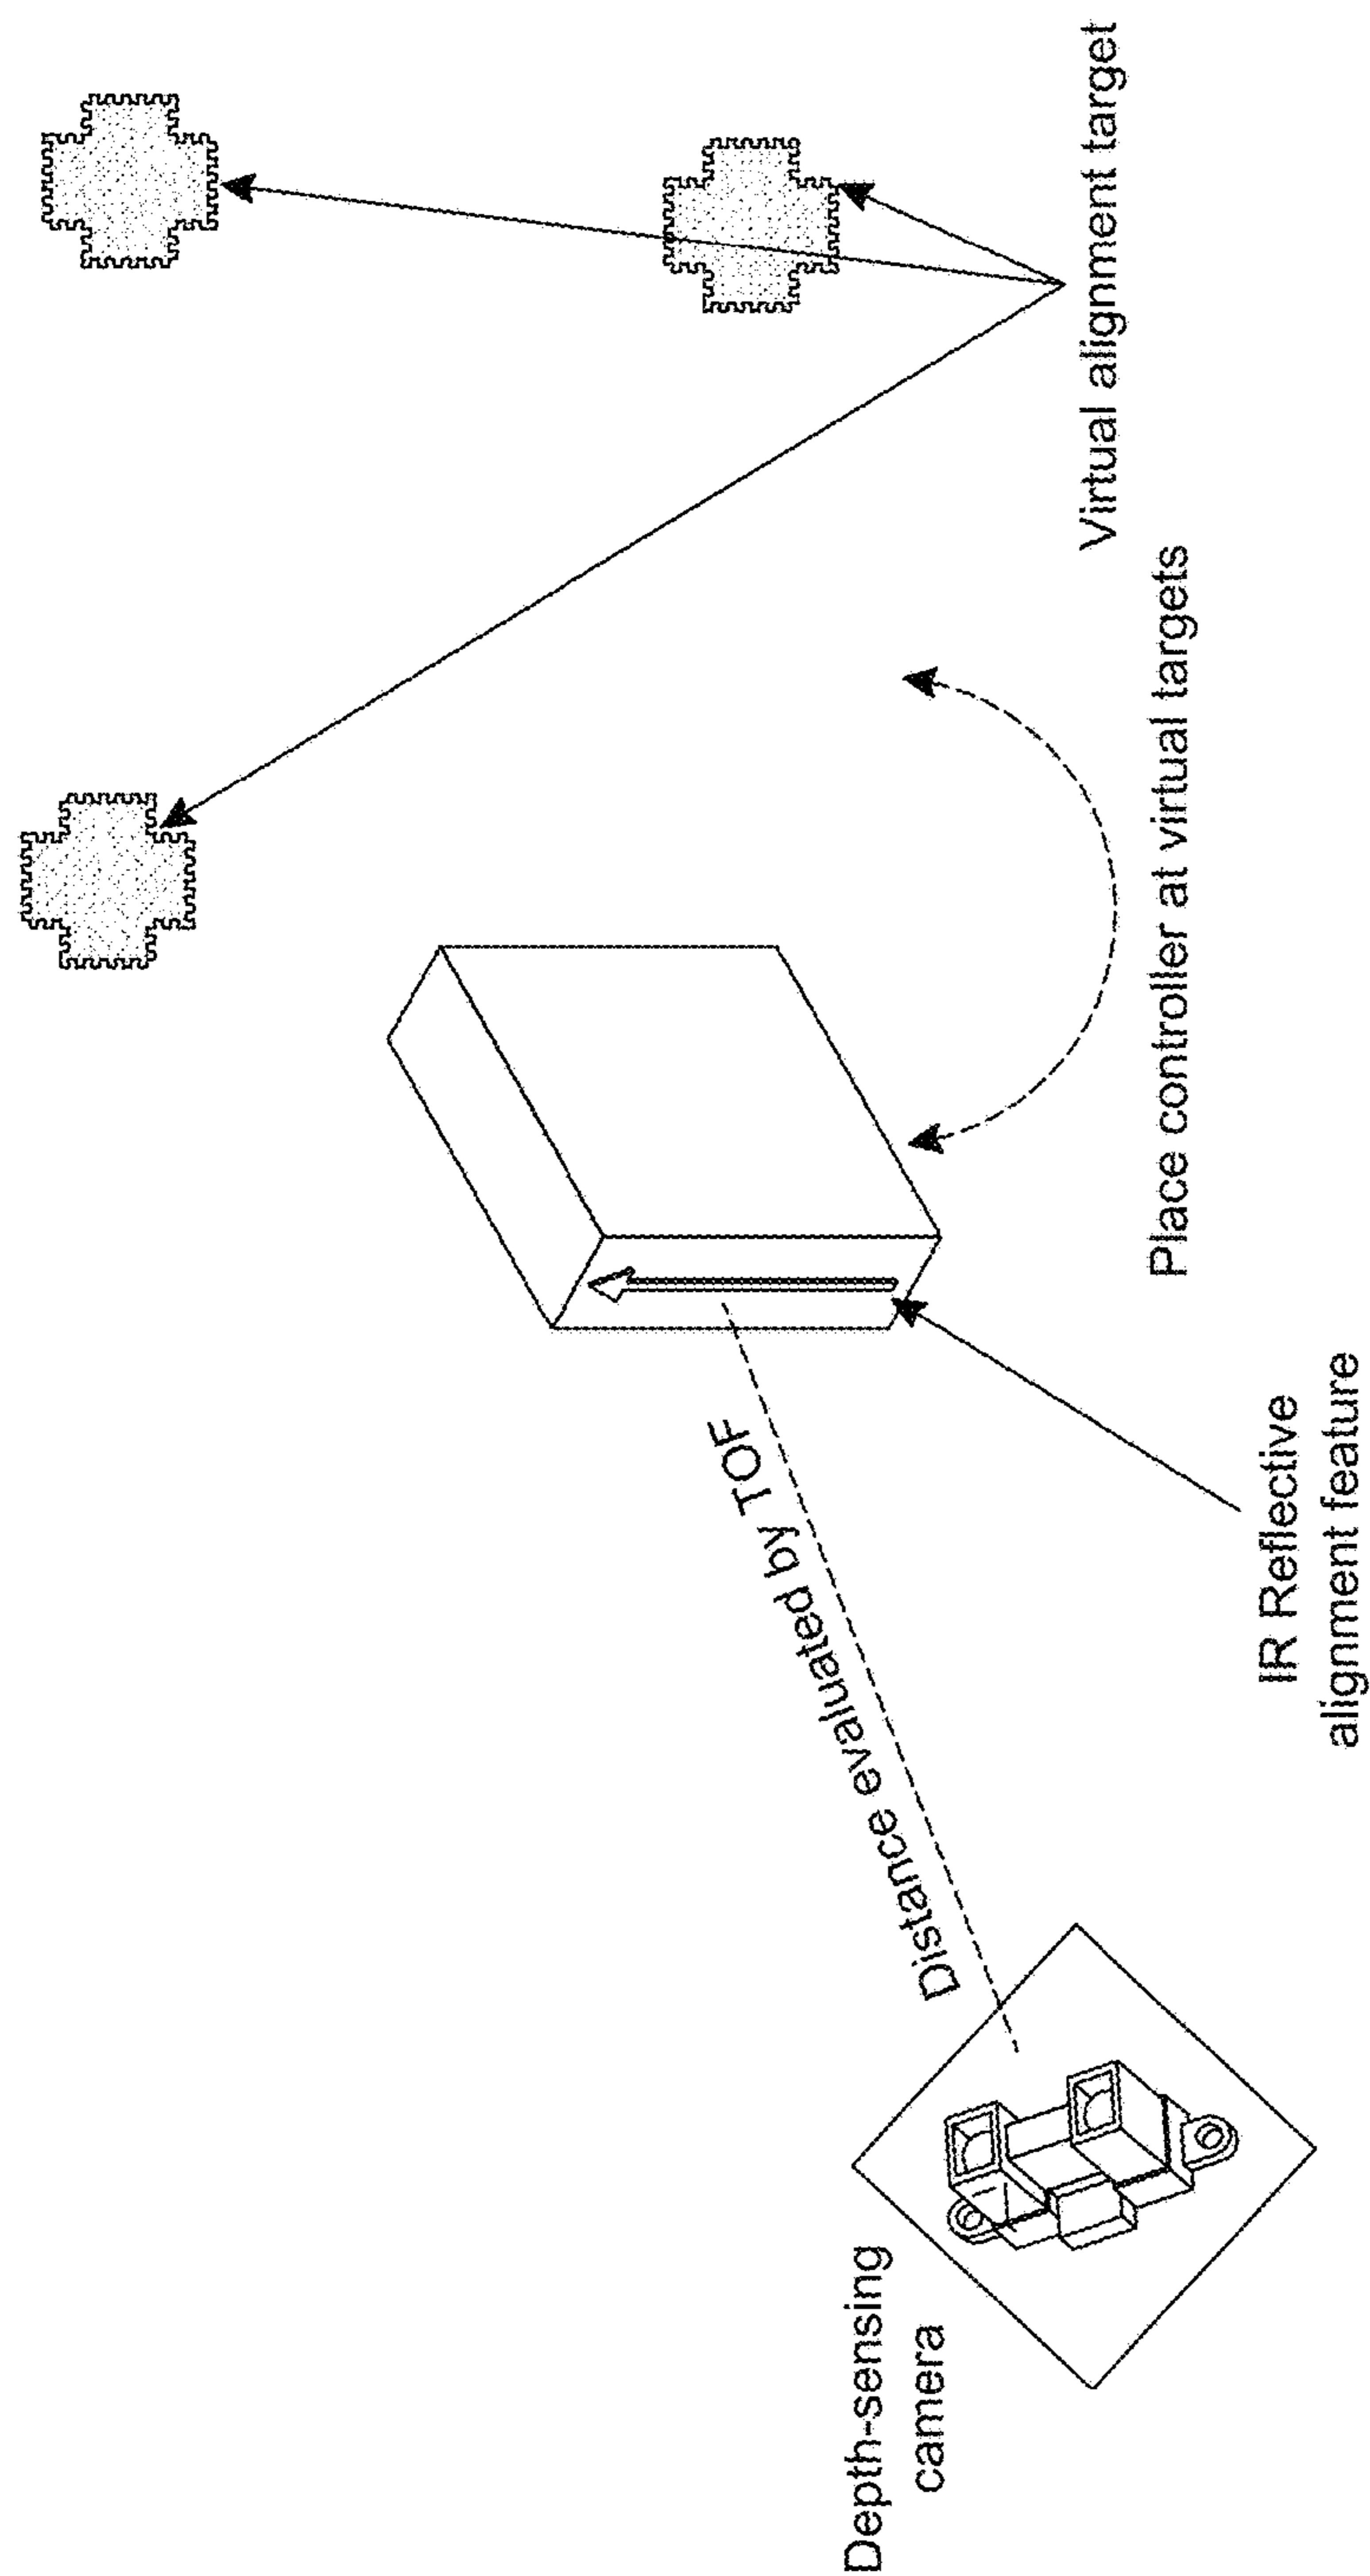 Depth-sensing
camera
Distance evaluated by TOF
IR Reflective
alignment feature
Place controller at virtual targets
Virtual alignment target